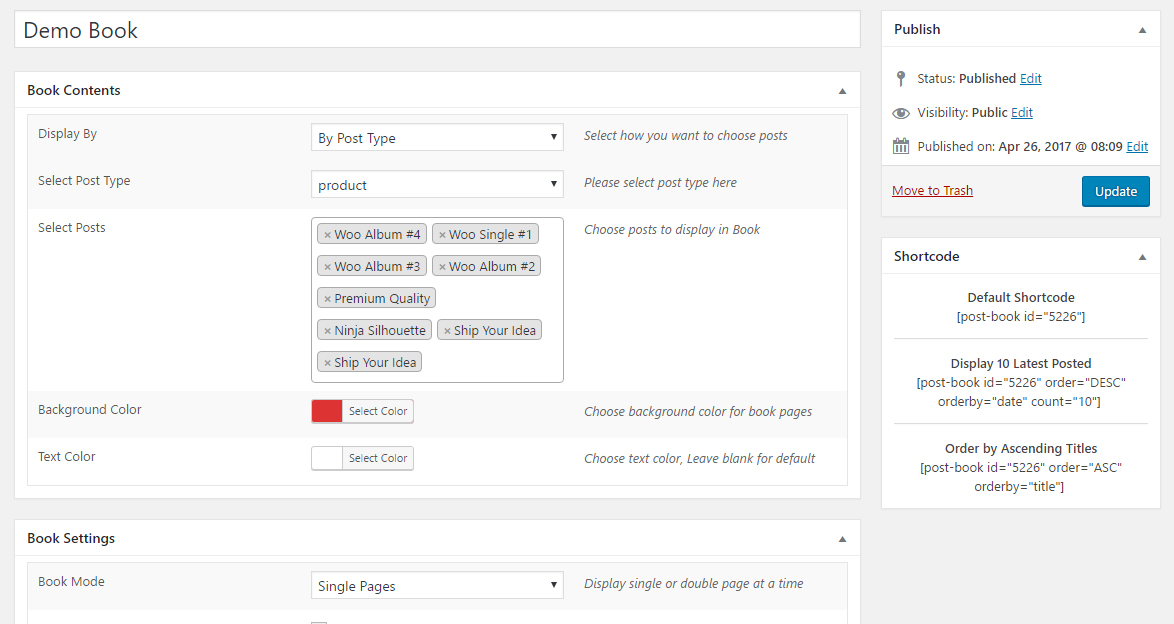 Demo Book
Book Contents
Display By
By Post Type
Select how you want to choose posts
Select Post Type
product
Please select post type here
Select Posts
× Woo Album #4 × Woo Single #1
× Woo Album #3 × Woo Album #2
× Premium Quality
× Ninja Silhouette × Ship Your Idea
× Ship Your Idea
Choose posts to display in Book
Background Color
Select Color
Choose background color for book pages
Text Color
Select Color
Choose text color, Leave blank for default
Book Settings
Book Mode
Single Pages
Display single or double page at a time
Publish
Status: Published Edit
Visibility: Public Edit
Published on: Apr 26, 2017 @ 08:09 Edit
Move to Trash
Update
Shortcode
Default Shortcode
[post-book id="5226"]
Display 10 Latest Posted
[post-book id="5226" order="DESC"
orderby="date" count="10"]
Order by Ascending Titles
[post-book id="5226" order="ASC"
orderby="title"]